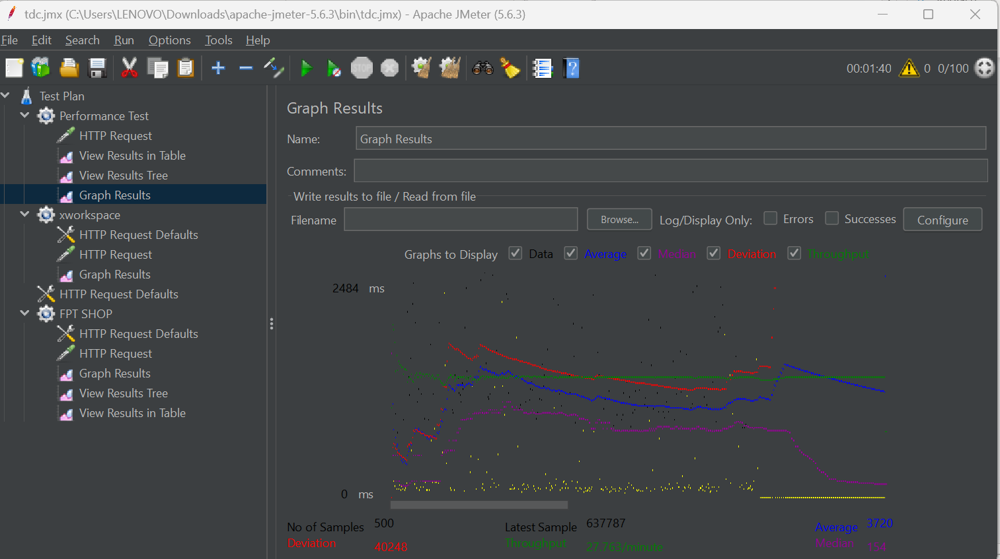 tdc.jmx (C:\Users\LENOVO\Downloads\apache-jmeter-5.6.3\bin\tdc.jmx) - Apache JMeter (5.6.3)
File Edit Search Run Options Tools Help
STOP 00:01:40 0 0/100
Test Plan
Performance Test
HTTP Request
View Results in Table
View Results Tree
Graph Results
xworkspace
HTTP Request Defaults
HTTP Request
Graph Results
HTTP Request Defaults
FPT SHOP
HTTP Request Defaults
HTTP Request
Graph Results
View Results Tree
View Results in Table
Graph Results
Name: Graph Results
Comments:
Write results to file / Read from file
Filename Browse... Log/Display Only: Errors Successes Configure
Graphs to Display Data Average Median Deviation Throughput
2484 ms
0 ms
No of Samples 500 Latest Sample 637787 Average 3720
Deviation 40248 Throughput 27.763/minute Median 134